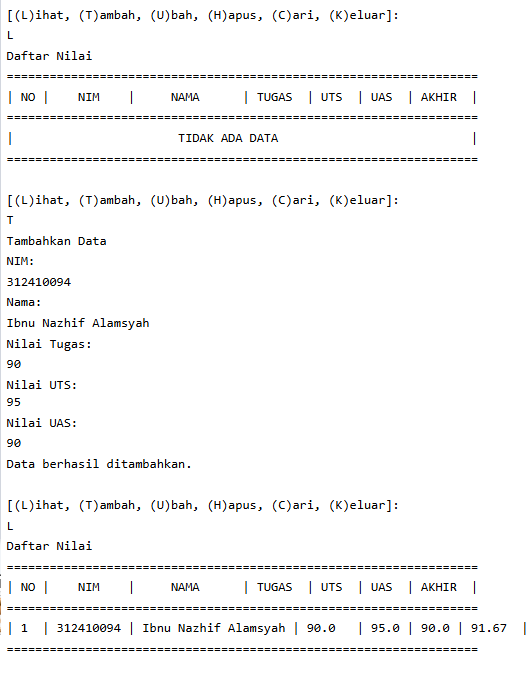 [(L)ihat, (T)ambah, (U)bah, (H)apus, (C)ari, (K)eluar]:
L
Daftar Nilai
==================================================================
| NO |    NIM    |     NAMA      | TUGAS  | UTS  | UAS  | AKHIR  |
==================================================================
|                       TIDAK ADA DATA                           |
==================================================================

[(L)ihat, (T)ambah, (U)bah, (H)apus, (C)ari, (K)eluar]:
T
Tambahkan Data
NIM:
312410094
Nama:
Ibnu Nazhif Alamsyah
Nilai Tugas:
90
Nilai UTS:
95
Nilai UAS:
90
Data berhasil ditambahkan.

[(L)ihat, (T)ambah, (U)bah, (H)apus, (C)ari, (K)eluar]:
L
Daftar Nilai
==================================================================
| NO |    NIM    |     NAMA      | TUGAS  | UTS  | UAS  | AKHIR  |
==================================================================
| 1  | 312410094 | Ibnu Nazhif Alamsyah | 90.0   | 95.0 | 90.0 | 91.67  |
==================================================================